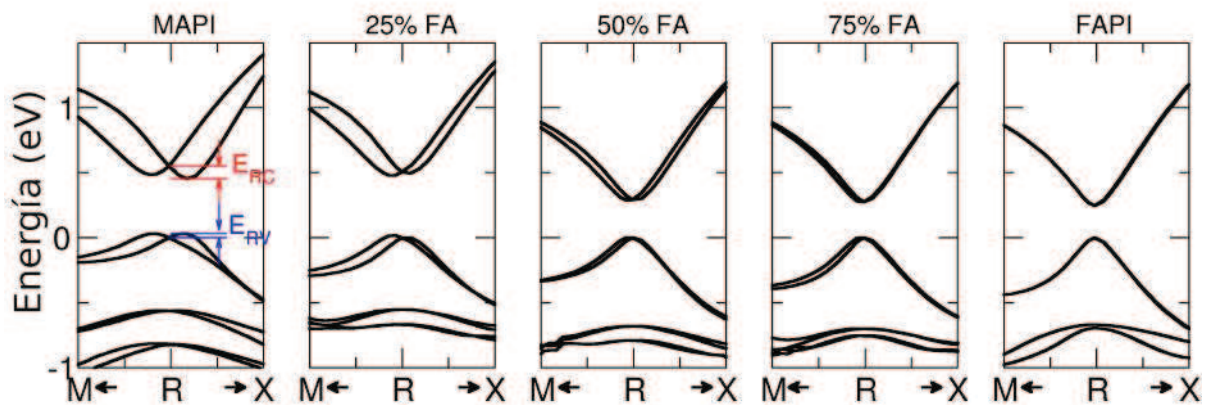 MAPI 25% FA 50% FA 75% FA FAPI
Energía (eV)
1
0
-1
E_RC
E_RV
M← R →X M← R →X M← R →X M← R →X M← R →X